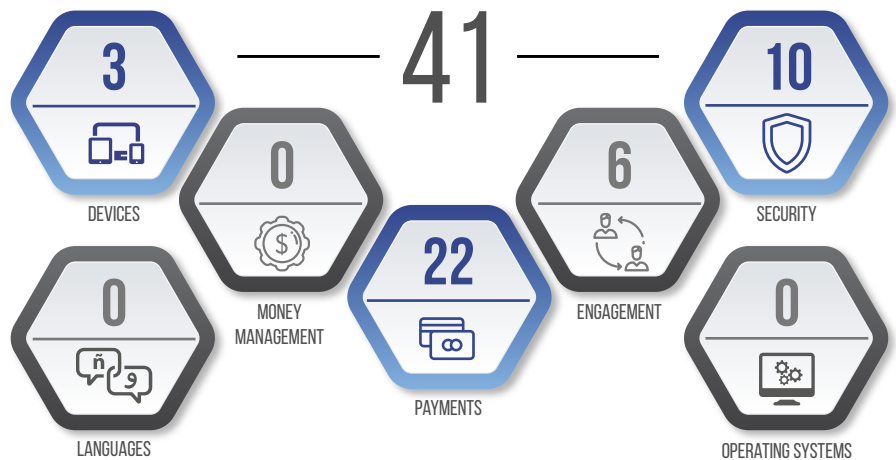 41
3
DEVICES
0
MONEY
MANAGEMENT
22
PAYMENTS
6
ENGAGEMENT
10
SECURITY
0
ñ
و
LANGUAGES
0
OPERATING SYSTEMS
$